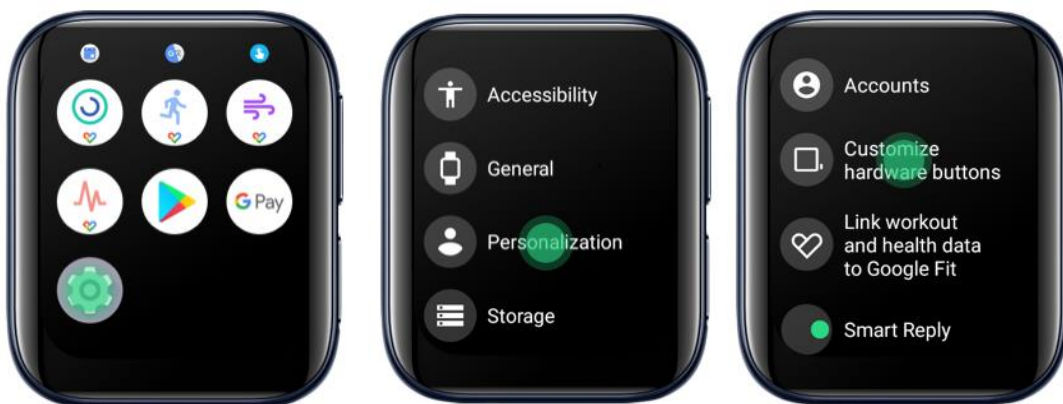 G Pay
Accessibility
General
Personalization
Storage
Accounts
Customize
hardware buttons
Link workout
and health data
to Google Fit
Smart Reply